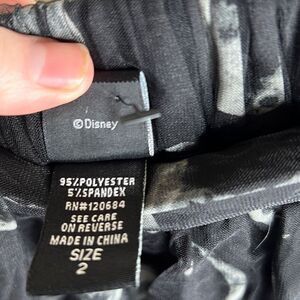 ©Disney
95%POLYESTER
5%SPANDEX
RN#120684
SEE CARE
ON REVERSE
MADE IN CHINA
SIZE
2